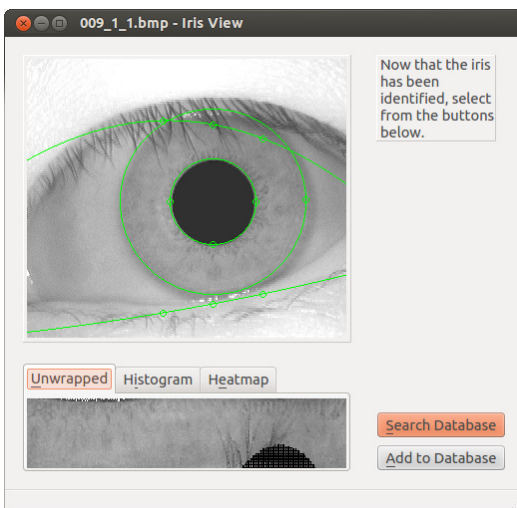 009_1_1.bmp - Iris View
Now that the iris
has been
identified, select
from the buttons
below.
Unwrapped Histogram Heatmap
Search Database
Add to Database